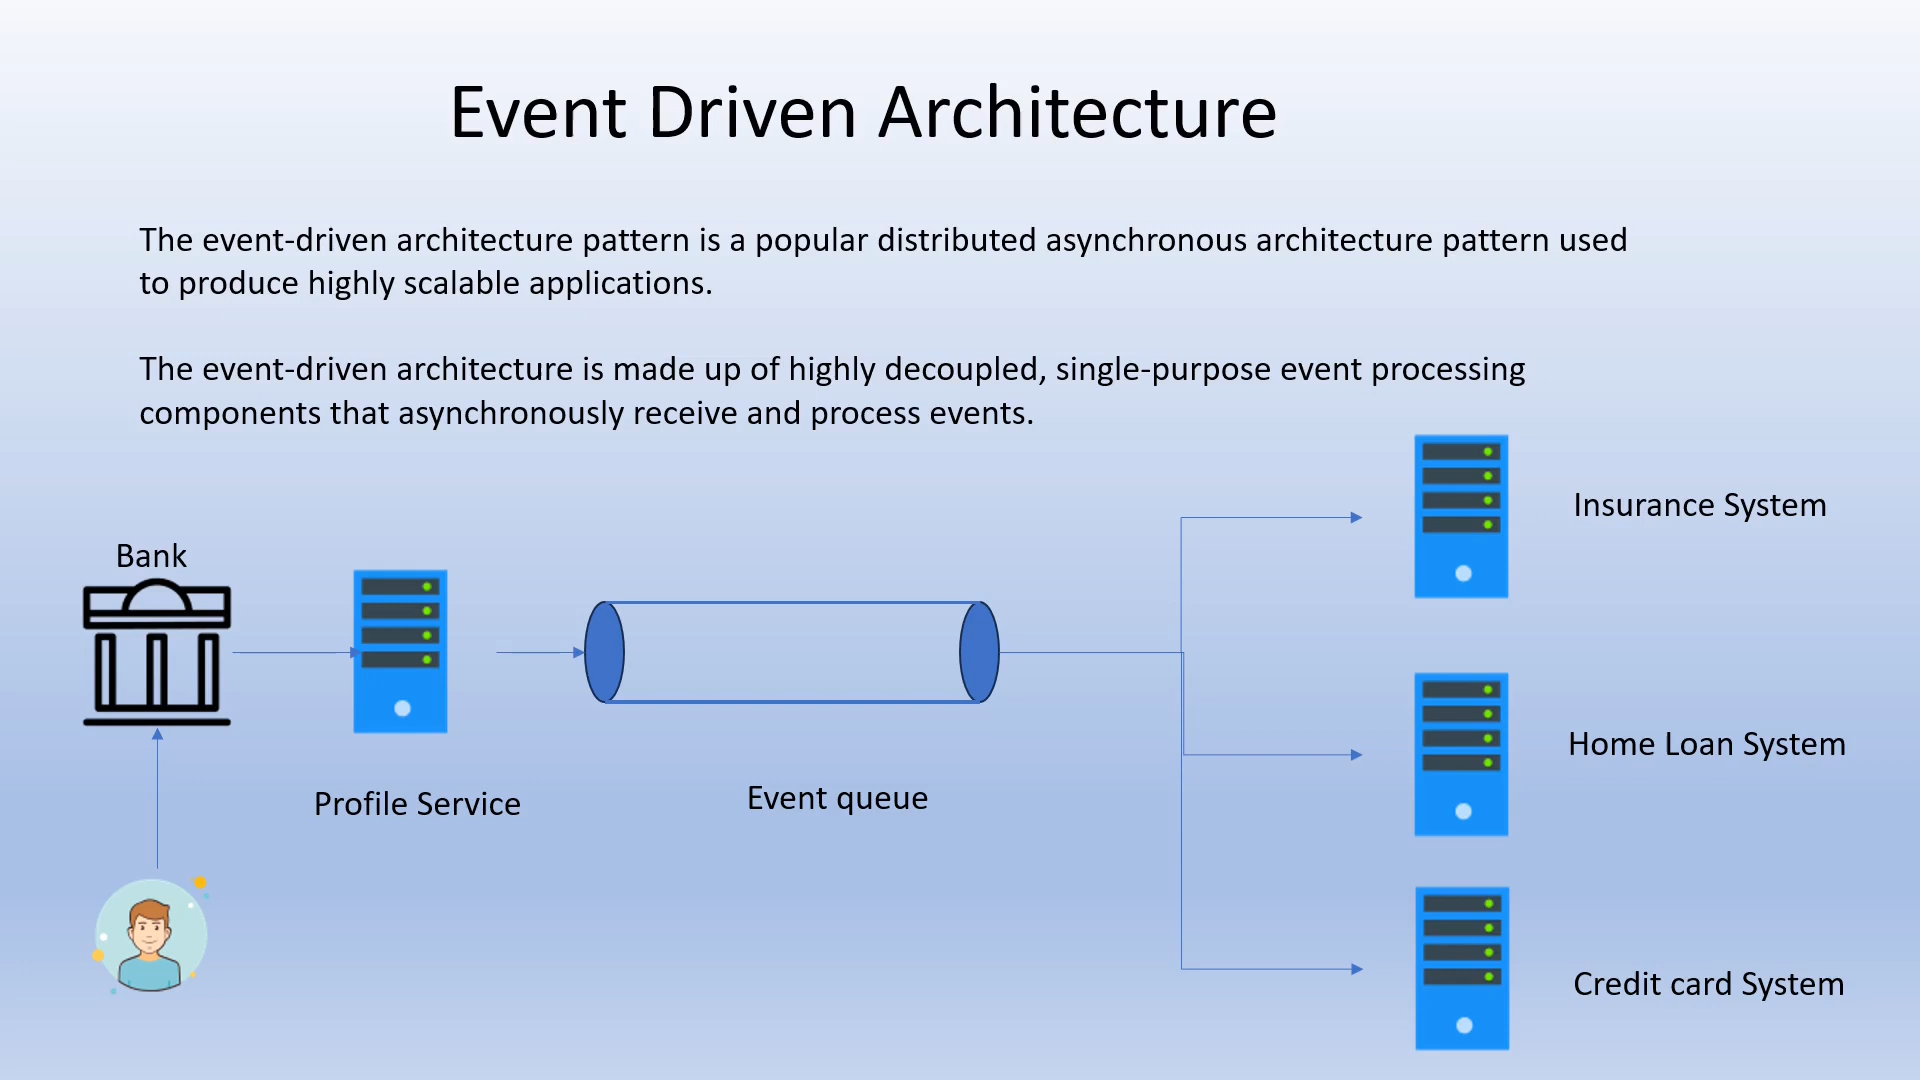 Event Driven Architecture
The event-driven architecture pattern is a popular distributed asynchronous architecture pattern used
to produce highly scalable applications.
The event-driven architecture is made up of highly decoupled, single-purpose event processing
components that asynchronously receive and process events.
Insurance System
Bank
Home Loan System
Profile Service
Event queue
Credit card System